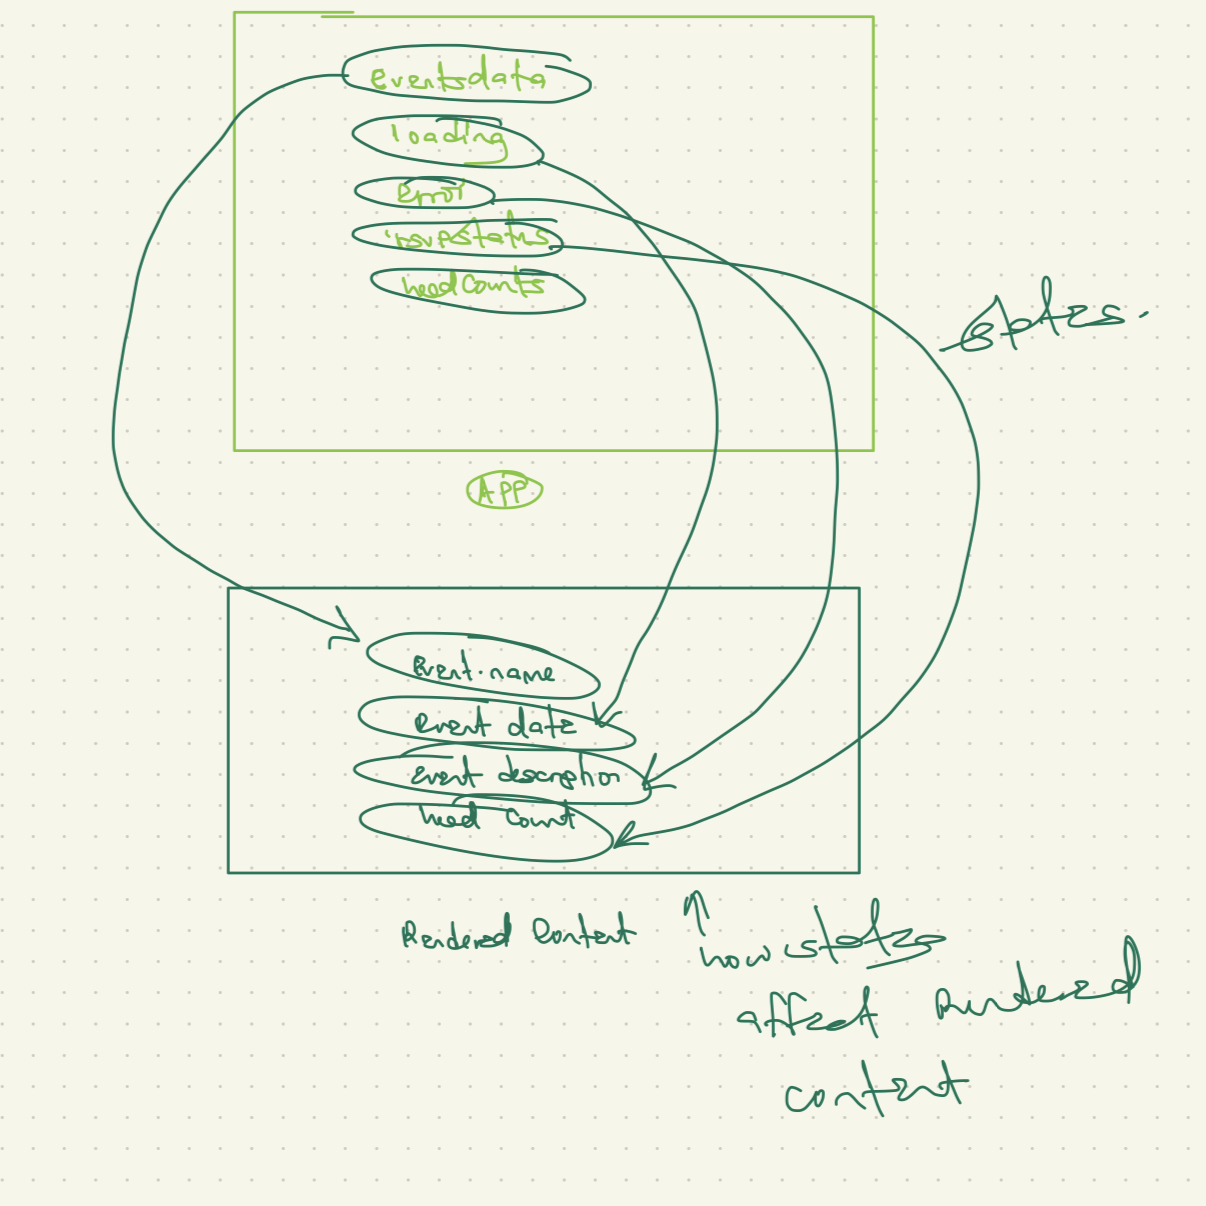 eventsdata
loading
Error
rsvpstatus
headcounts
states.
APP
Event.name
event date
event description
head count
Rendered Content
how states
affect rendered
content